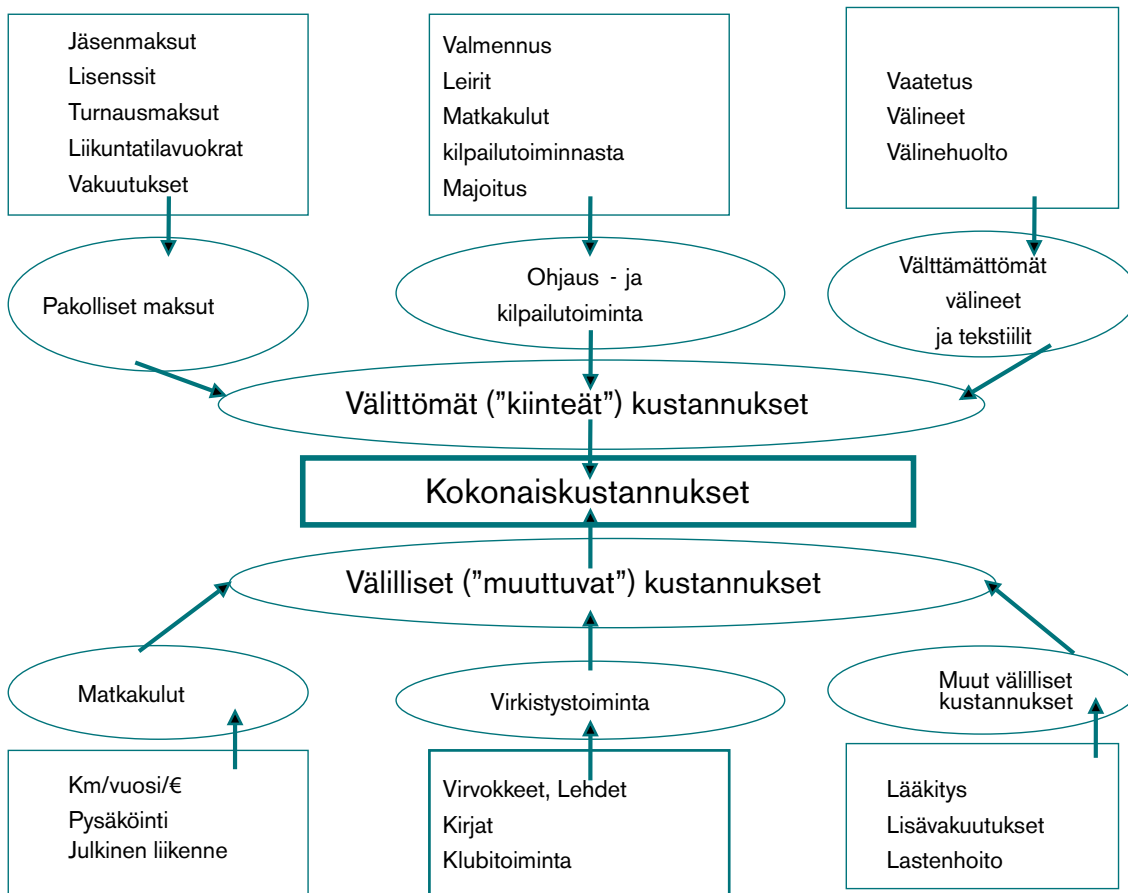 Jäsenmaksut
Lisenssit
Turnausmaksut
Liikuntatilavuokrat
Vakuutukset
Valmennus
Leirit
Matkakulut
kilpailutoiminnasta
Majoitus
Vaatetus
Välineet
Välinehuolto
Pakolliset maksut
Ohjaus - ja
kilpailutoiminta
Välttämättömät
välineet
ja tekstiilit
Välittömät (”kiinteät”) kustannukset
Kokonaiskustannukset
Välilliset (”muuttuvat”) kustannukset
Matkakulut
Virkistystoiminta
Muut välilliset
kustannukset
Km/vuosi/€
Pysäköinti
Julkinen liikenne
Virvokkeet, Lehdet
Kirjat
Klubitoiminta
Lääkitys
Lisävakuutukset
Lastenhoito